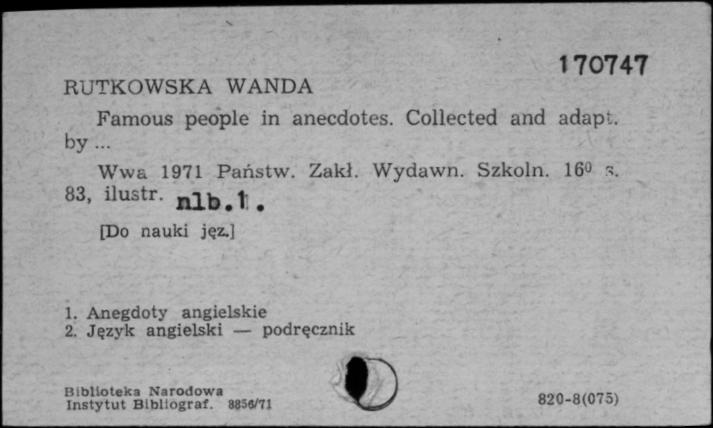 170747
RUTKOWSKA WANDA
Famous people in anecdotes. Collected and adapt.
by ...
Wwa 1971 Państw. Zakł. Wydawn. Szkoln. 16⁰ s.
83, ilustr. nlb.1.
[Do nauki jęz.]
1. Anegdoty angielskie
2. Język angielski — podręcznik
Biblioteka Narodowa
Instytut Bibliograf. 8856/71
820-8(075)